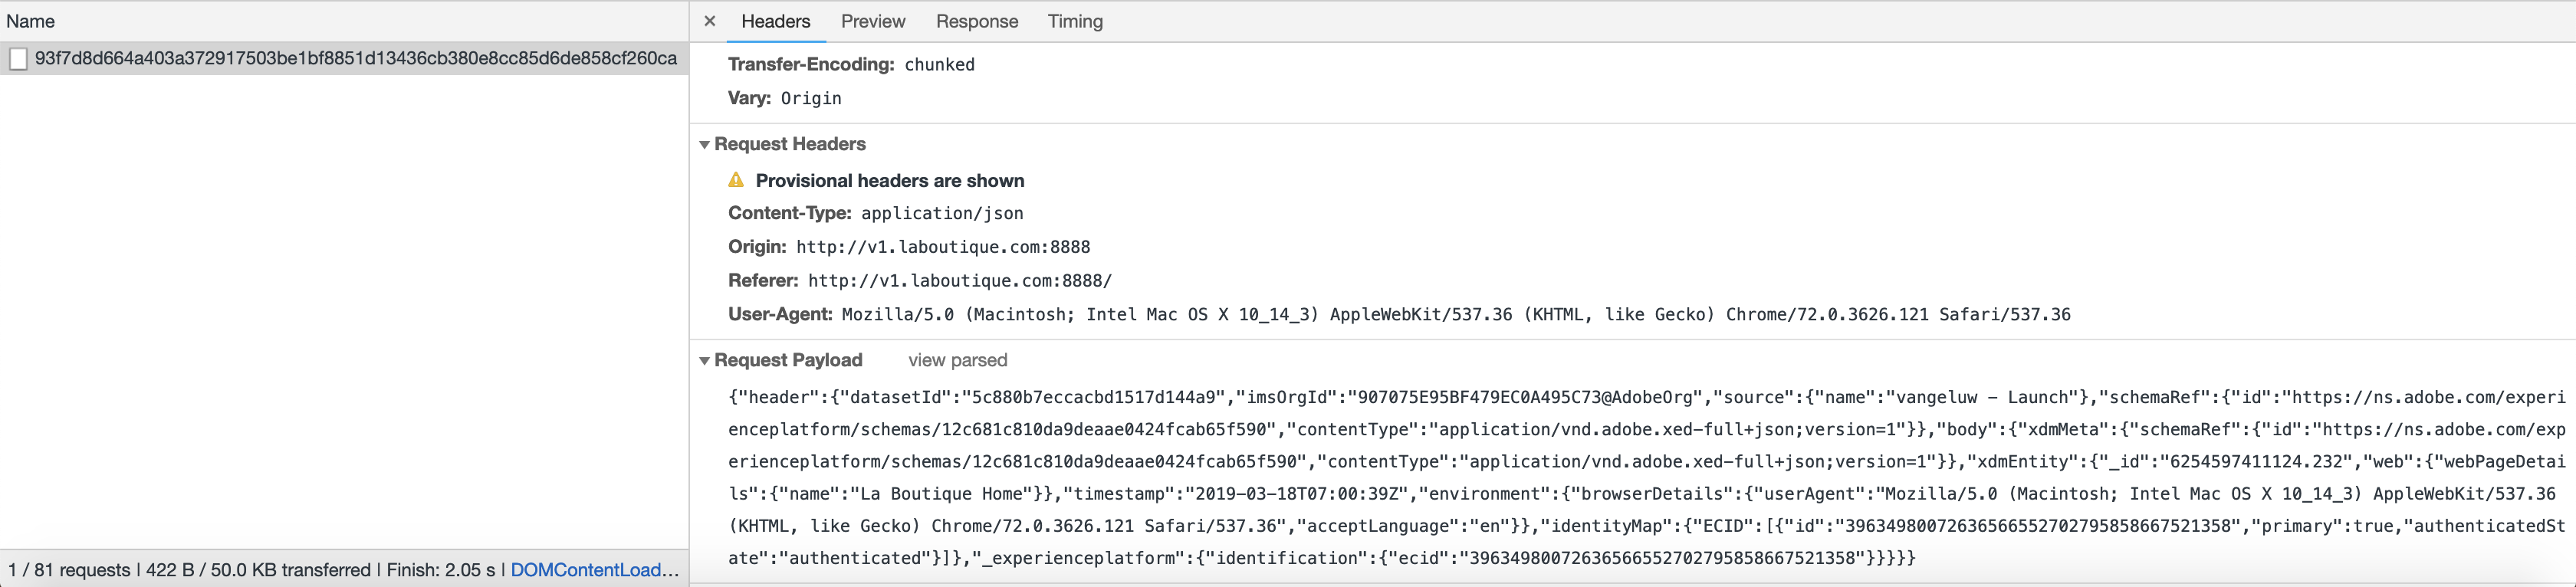 Name
93f7d8d664a403a372917503be1bf8851d13436cb380e8cc85d6de858cf260ca
1 / 81 requests | 422 B / 50.0 KB transferred | Finish: 2.05 s | DOMContentLoad…
× Headers Preview Response Timing
Transfer-Encoding: chunked
Vary: Origin
Request Headers
Provisional headers are shown
Content-Type: application/json
Origin: http://v1.laboutique.com:8888
Referer: http://v1.laboutique.com:8888/
User-Agent: Mozilla/5.0 (Macintosh; Intel Mac OS X 10_14_3) AppleWebKit/537.36 (KHTML, like Gecko) Chrome/72.0.3626.121 Safari/537.36
Request Payload view parsed
{"header":{"datasetId":"5c880b7eccacbd1517d144a9","imsOrgId":"907075E95BF479EC0A495C73@AdobeOrg","source":{"name":"vangeluw - Launch"},"schemaRef":{"id":"https://ns.adobe.com/experi
enceplatform/schemas/12c681c810da9deaae0424fcab65f590","contentType":"application/vnd.adobe.xed-full+json;version=1"}},"body":{"xdmMeta":{"schemaRef":{"id":"https://ns.adobe.com/exp
erienceplatform/schemas/12c681c810da9deaae0424fcab65f590","contentType":"application/vnd.adobe.xed-full+json;version=1"}},"xdmEntity":{"_id":"6254597411124.232","web":{"webPageDetai
ls":{"name":"La Boutique Home"}},"timestamp":"2019-03-18T07:00:39Z","environment":{"browserDetails":{"userAgent":"Mozilla/5.0 (Macintosh; Intel Mac OS X 10_14_3) AppleWebKit/537.36
(KHTML, like Gecko) Chrome/72.0.3626.121 Safari/537.36","acceptLanguage":"en"}},"identityMap":{"ECID":[{"id":"39634980072636566552702795858667521358","primary":true,"authenticatedSt
ate":"authenticated"}]},"_experienceplatform":{"identification":{"ecid":"39634980072636566552702795858667521358"}}}}}